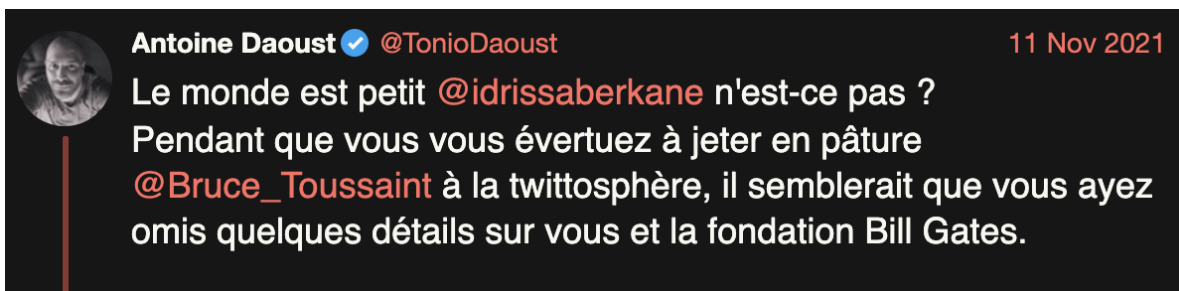 Antoine Daoust @TonioDaoust 11 Nov 2021
Le monde est petit @idrissaberkane n'est-ce pas ?
Pendant que vous vous évertuez à jeter en pâture
@Bruce_Toussaint à la twittosphère, il semblerait que vous ayez
omis quelques détails sur vous et la fondation Bill Gates.